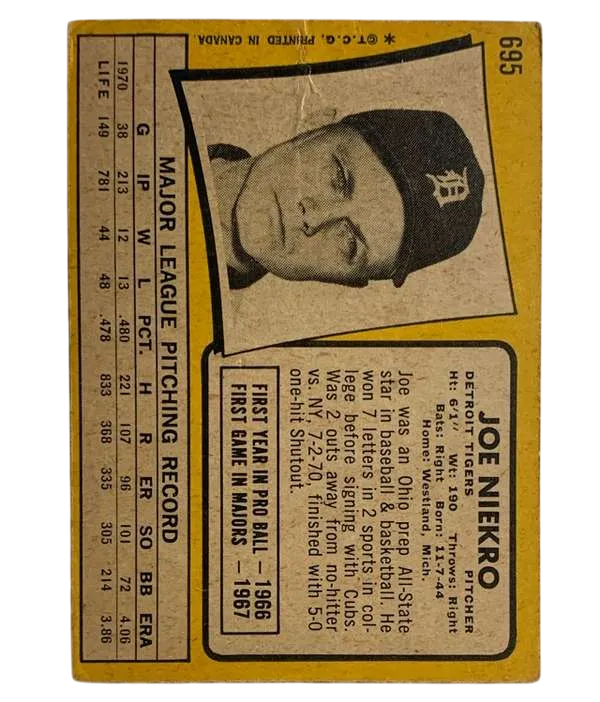 695
* © T.C.G. PRINTED IN CANADA
JOE NIEKRO
DETROIT TIGERS PITCHER
Ht: 6'1" Wt: 190 Throws: Right
Bats: Right Born: 11-7-44
Home: Westland, Mich.
Joe was an Ohio prep All-State
star in baseball & basketball. He
won 7 letters in 2 sports in col-
lege before signing with Cubs.
Was 2 outs away from no-hitter
vs. NY, 7-2-70, finished with 5-0
one-hit Shutout.
FIRST YEAR IN PRO BALL — 1966
FIRST GAME IN MAJORS — 1967
MAJOR LEAGUE PITCHING RECORD
G IP W L PCT. H R ER SO BB ERA
1970 38 213 12 13 .480 221 107 96 101 72 4.06
LIFE 149 781 44 48 .478 833 368 335 305 214 3.86